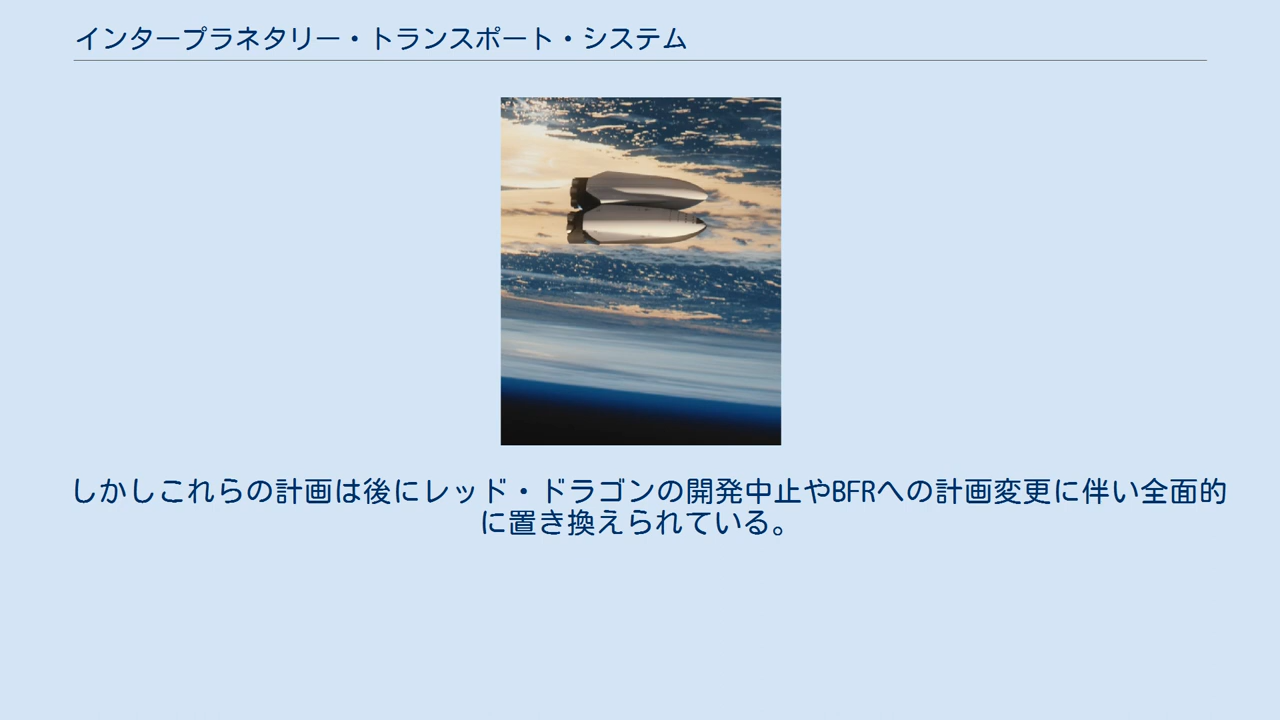 インタープラネタリー・トランスポート・システム
しかしこれらの計画は後にレッド・ドラゴンの開発中止やBFRへの計画変更に伴い全面的
に置き換えられている。